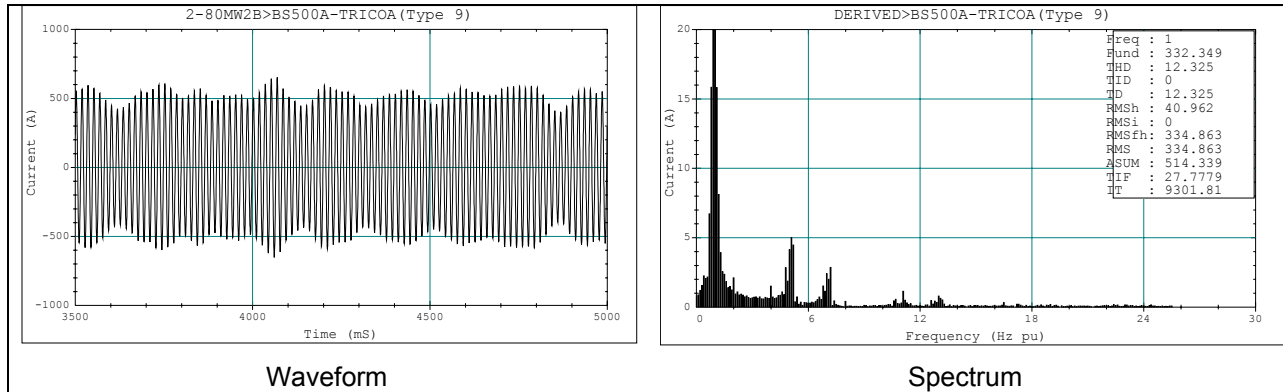 2-80MW2B>BS500A-TRICOA(Type 9)
1000
500
0
-500
-1000
Current (A)
3500 4000 4500 5000
Time (mS)
Waveform
DERIVED>BS500A-TRICOA(Type 9)
20
15
10
5
0
Current (A)
0 6 12 18 24 30
Frequency (Hz pu)
Freq : 1
Fund : 332.349
THD : 12.325
TID : 0
TD : 12.325
RMSh : 40.962
RMSi : 0
RMSfh: 334.863
RMS : 334.863
ASUM : 514.339
TIF : 27.7779
IT : 9301.81
Spectrum